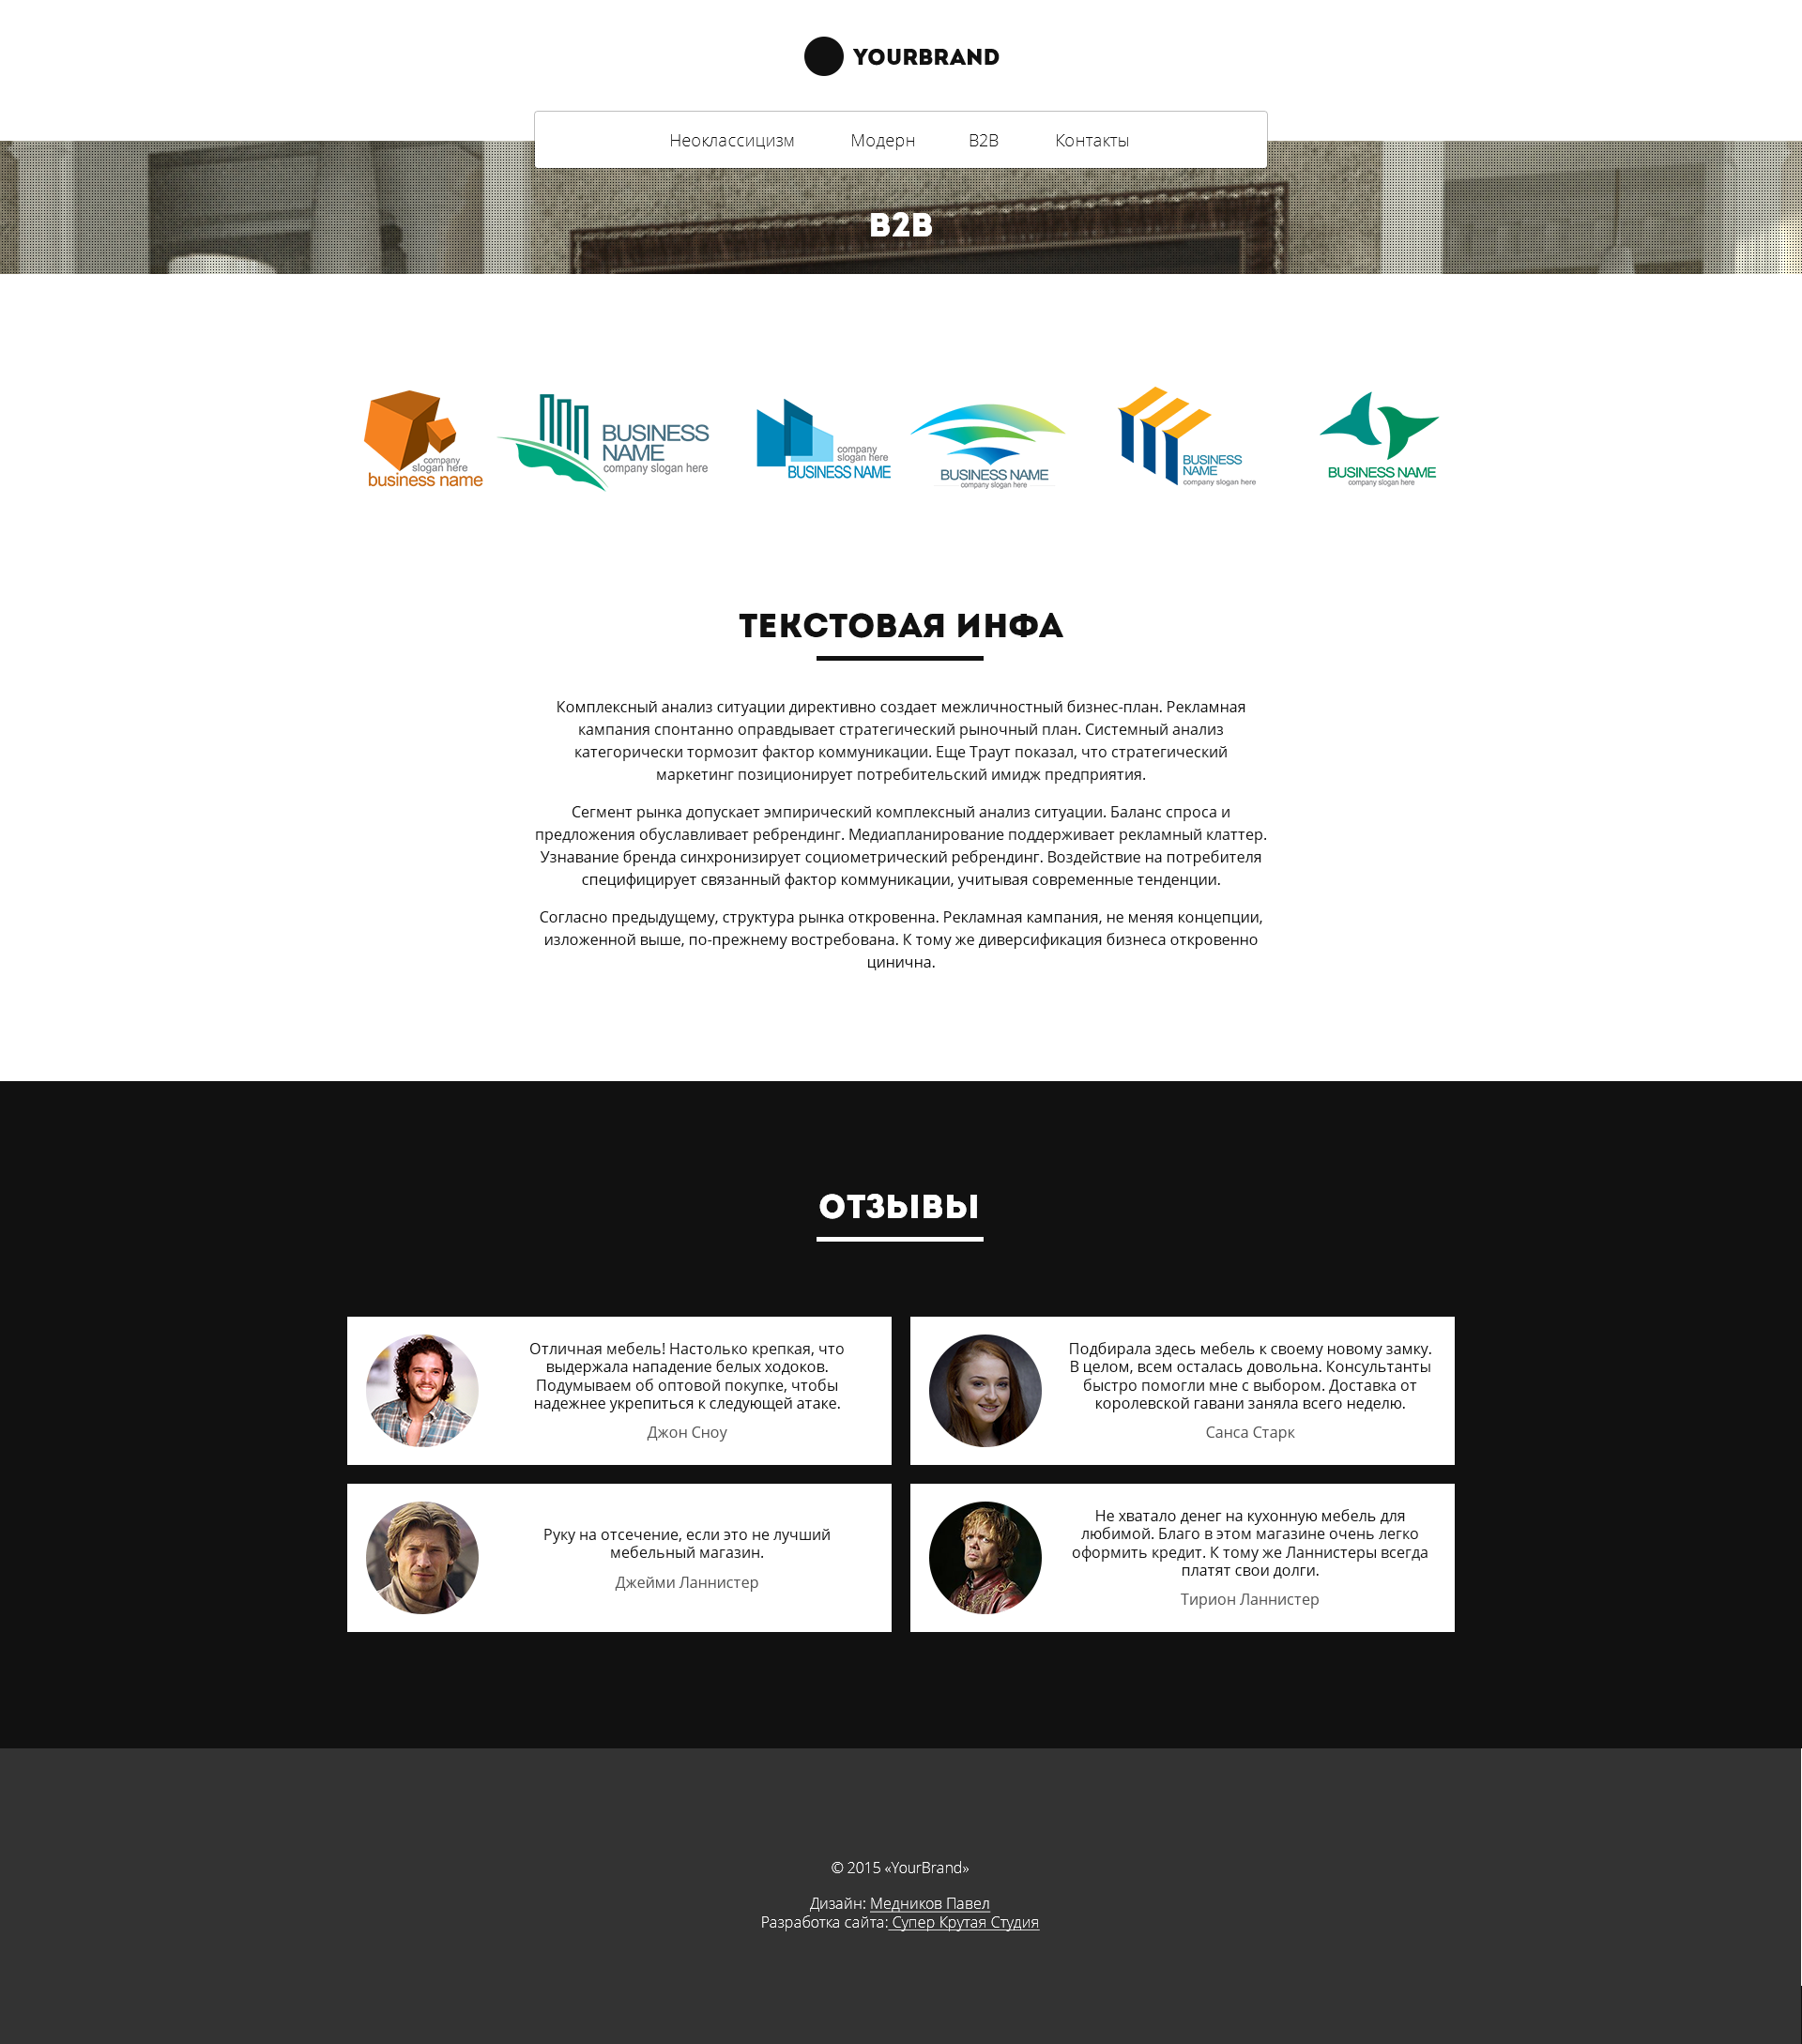 YOURBRAND
Неоклассицизм Модерн B2B Контакты
B2B
company
slogan here
business name
BUSINESS
NAME
company slogan here
company
slogan here
BUSINESS NAME
BUSINESS NAME
company slogan here
BUSINESS
NAME
company slogan here
BUSINESS NAME
company slogan here
ТЕКСТОВАЯ ИНФА
Комплексный анализ ситуации директивно создает межличностный бизнес-план. Рекламная
кампания спонтанно оправдывает стратегический рыночный план. Системный анализ
категорически тормозит фактор коммуникации. Еще Траут показал, что стратегический
маркетинг позиционирует потребительский имидж предприятия.
Сегмент рынка допускает эмпирический комплексный анализ ситуации. Баланс спроса и
предложения обуславливает ребрендинг. Медиапланирование поддерживает рекламный клаттер.
Узнавание бренда синхронизирует социометрический ребрендинг. Воздействие на потребителя
специфицирует связанный фактор коммуникации, учитывая современные тенденции.
Согласно предыдущему, структура рынка откровенна. Рекламная кампания, не меняя концепции,
изложенной выше, по-прежнему востребована. К тому же диверсификация бизнеса откровенно
цинична.
ОТЗЫВЫ
Отличная мебель! Настолько крепкая, что
выдержала нападение белых ходоков.
Подумываем об оптовой покупке, чтобы
надежнее укрепиться к следующей атаке.
Джон Сноу
Подбирала здесь мебель к своему новому замку.
В целом, всем осталась довольна. Консультанты
быстро помогли мне с выбором. Доставка от
королевской гавани заняла всего неделю.
Санса Старк
Руку на отсечение, если это не лучший
мебельный магазин.
Джейми Ланнистер
Не хватало денег на кухонную мебель для
любимой. Благо в этом магазине очень легко
оформить кредит. К тому же Ланнистеры всегда
платят свои долги.
Тирион Ланнистер
© 2015 «YourBrand»
Дизайн: Медников Павел
Разработка сайта: Супер Крутая Студия